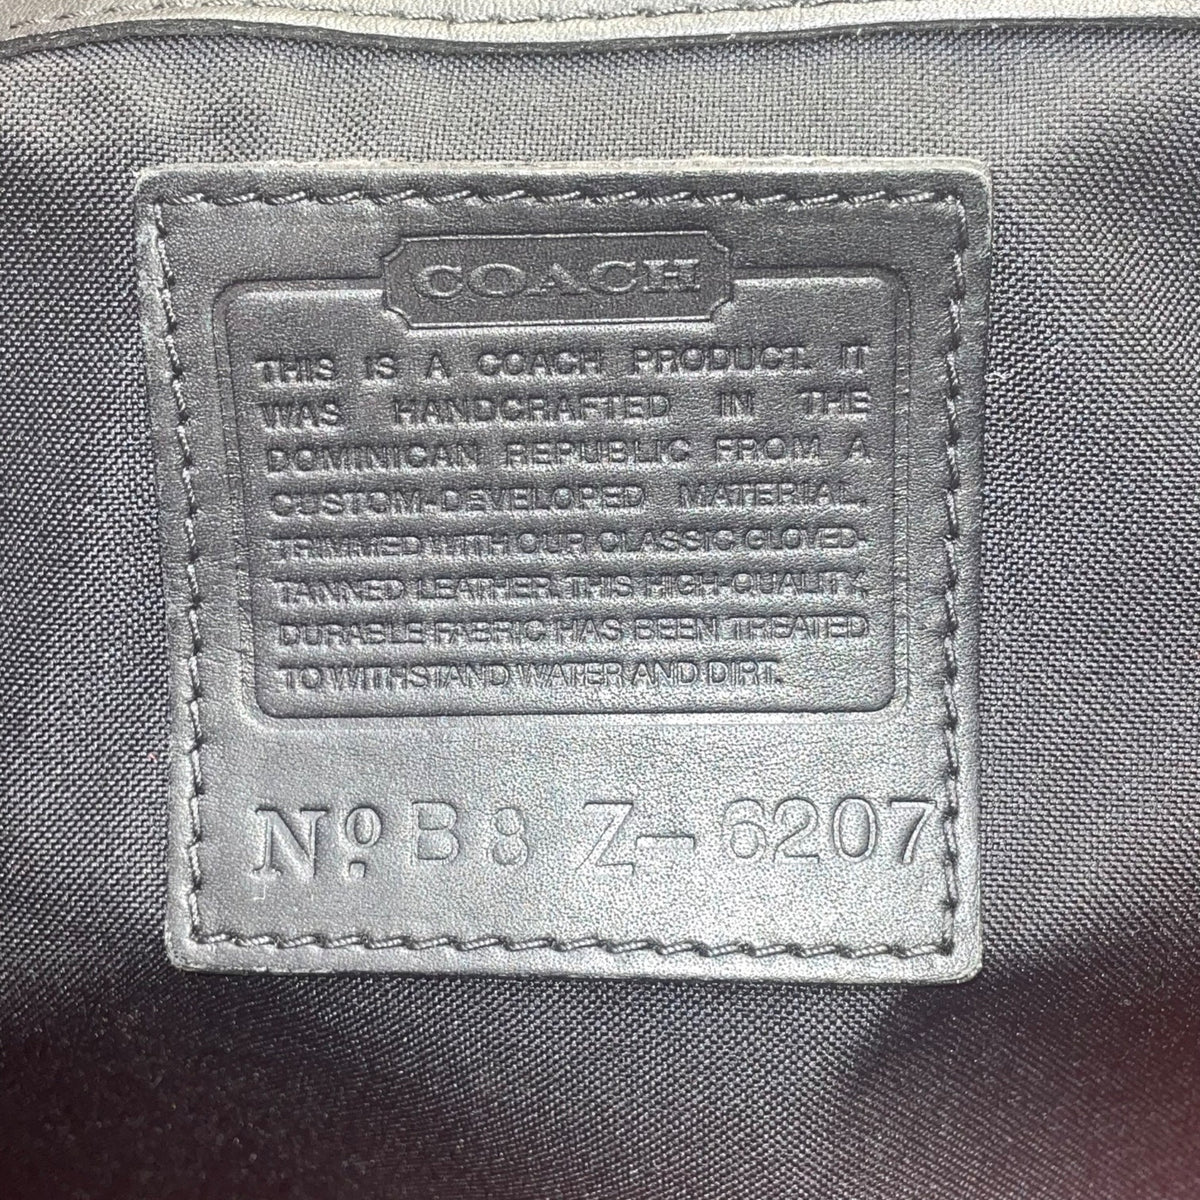 COACH
THIS IS A COACH PRODUCT. IT
WAS HANDCRAFTED IN THE
DOMINICAN REPUBLIC FROM A
CUSTOM-DEVELOPED MATERIAL,
TRIMMED WITH OUR CLASSIC GLOVED-
TANNED LEATHER. THIS HIGH-QUALITY,
DURABLE FABRIC HAS BEEN TREATED
TO WITHSTAND WATER AND DIRT.
Nº B8Z-6207